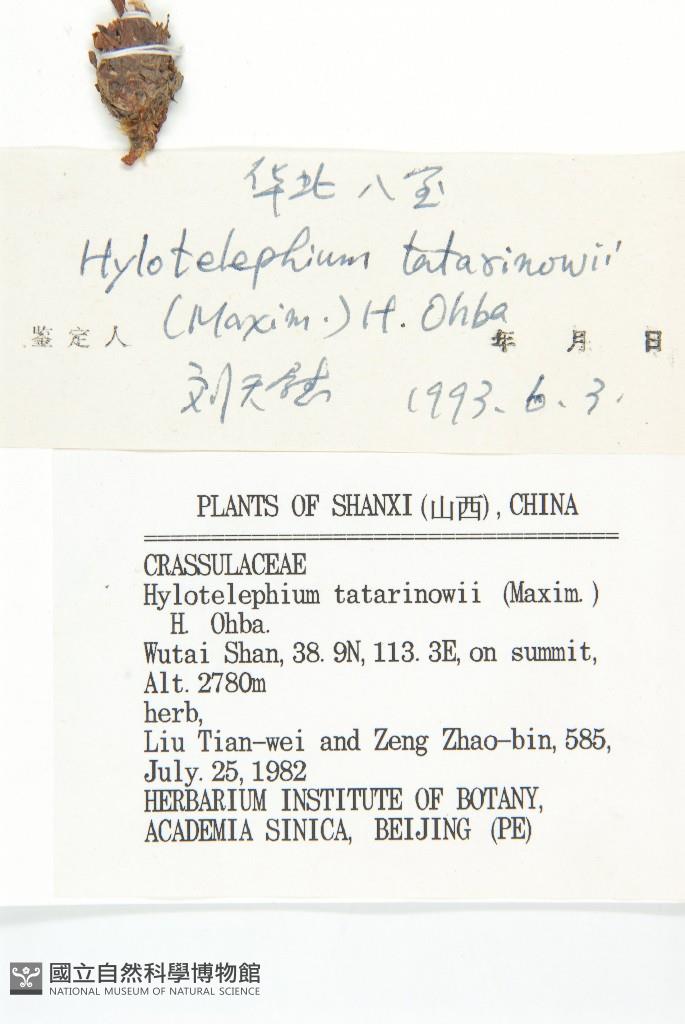 华北八宝
Hylotelephium tatarinowii
(Maxim.) H. Ohba
鉴定人 年 月 日
刘天 1993. 6. 3.
PLANTS OF SHANXI (山西), CHINA
CRASSULACEAE
Hylotelephium tatarinowii (Maxim.)
H. Ohba.
Wutai Shan, 38.9N, 113.3E, on summit,
Alt. 2780m
herb,
Liu Tian-wei and Zeng Zhao-bin, 585,
July. 25, 1982
HERBARIUM INSTITUTE OF BOTANY,
ACADEMIA SINICA, BEIJING (PE)
國立自然科學博物館
NATIONAL MUSEUM OF NATURAL SCIENCE